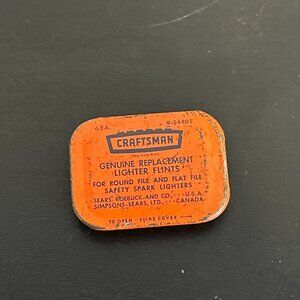 6 EA. 9-54405
CRAFTSMAN
GENUINE REPLACEMENT
LIGHTER FLINTS
FOR ROUND FILE AND FLAT FILE
SAFETY SPARK LIGHTERS
SEARS, ROEBUCK AND CO. --- U.S.A.
SIMPSONS-SEARS, LTD. --- CANADA
TO OPEN - SLIDE COVER